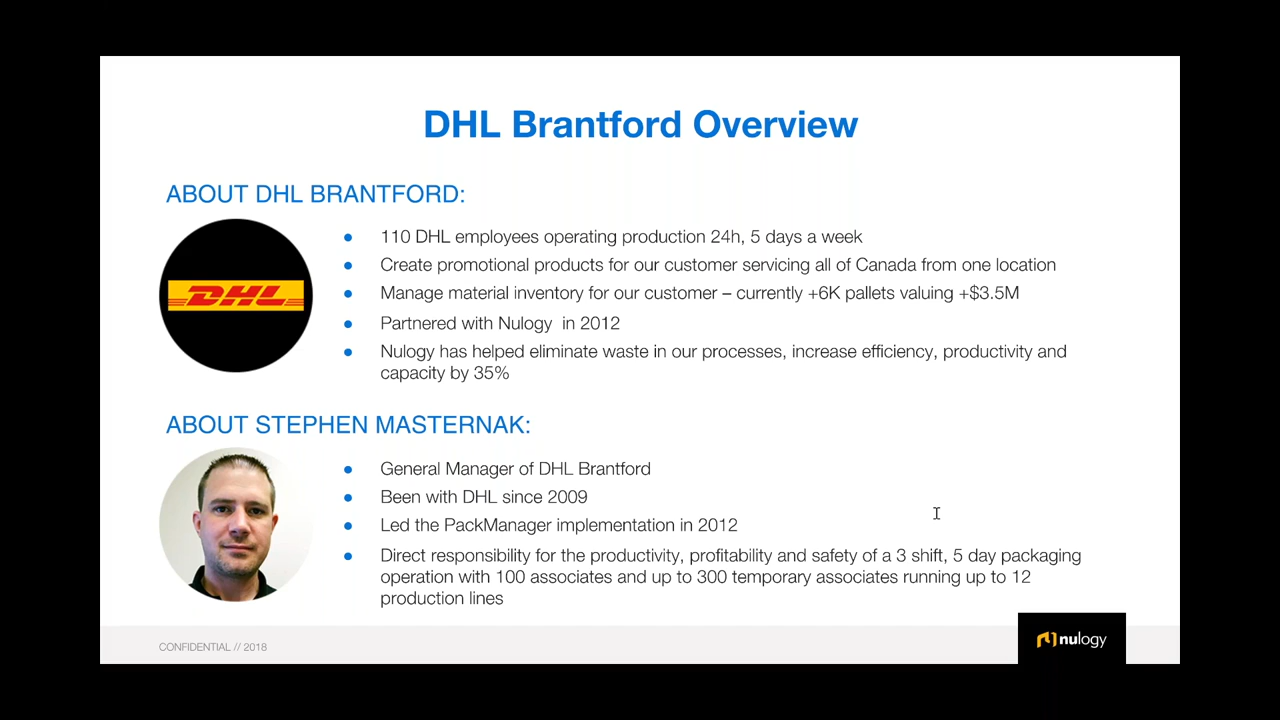 DHL Brantford Overview
ABOUT DHL BRANTFORD:
DHL
● 110 DHL employees operating production 24h, 5 days a week
● Create promotional products for our customer servicing all of Canada from one location
● Manage material inventory for our customer – currently +6K pallets valuing +$3.5M
● Partnered with Nulogy  in 2012
● Nulogy has helped eliminate waste in our processes, increase efficiency, productivity and
capacity by 35%
ABOUT STEPHEN MASTERNAK:
● General Manager of DHL Brantford
● Been with DHL since 2009
● Led the PackManager implementation in 2012
● Direct responsibility for the productivity, profitability and safety of a 3 shift, 5 day packaging
operation with 100 associates and up to 300 temporary associates running up to 12
production lines
CONFIDENTIAL // 2018
nulogy